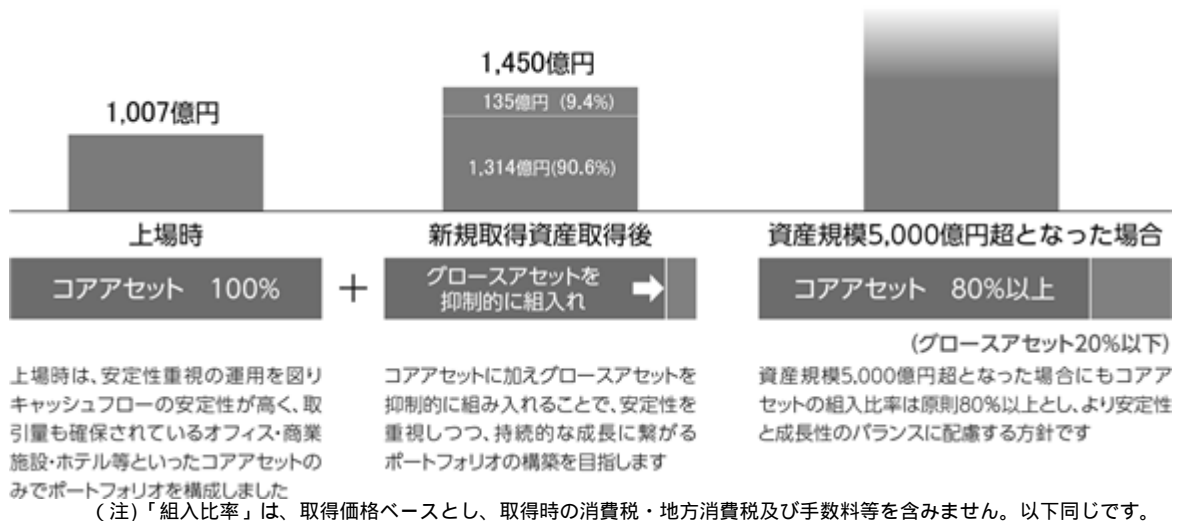 1,007億円
1,450億円
135億円 (9.4%)
1,314億円(90.6%)
上場時
新規取得資産取得後
資産規模5,000億円超となった場合
コアアセット 100%
+
グロースアセットを
抑制的に組入れ
コアアセット 80%以上
(グロースアセット20%以下)
上場時は、安定性重視の運用を図り
キャッシュフローの安定性が高く、取
引量も確保されているオフィス・商業
施設・ホテル等といったコアアセットの
みでポートフォリオを構成しました
コアアセットに加えグロースアセットを
抑制的に組み入れることで、安定性を
重視しつつ、持続的な成長に繋がる
ポートフォリオの構築を目指します
資産規模5,000億円超となった場合にもコアア
セットの組入比率は原則80%以上とし、より安定性
と成長性のバランスに配慮する方針です
(注)「組入比率」は、取得価格ベースとし、取得時の消費税・地方消費税及び手数料等を含みません。以下同じです。